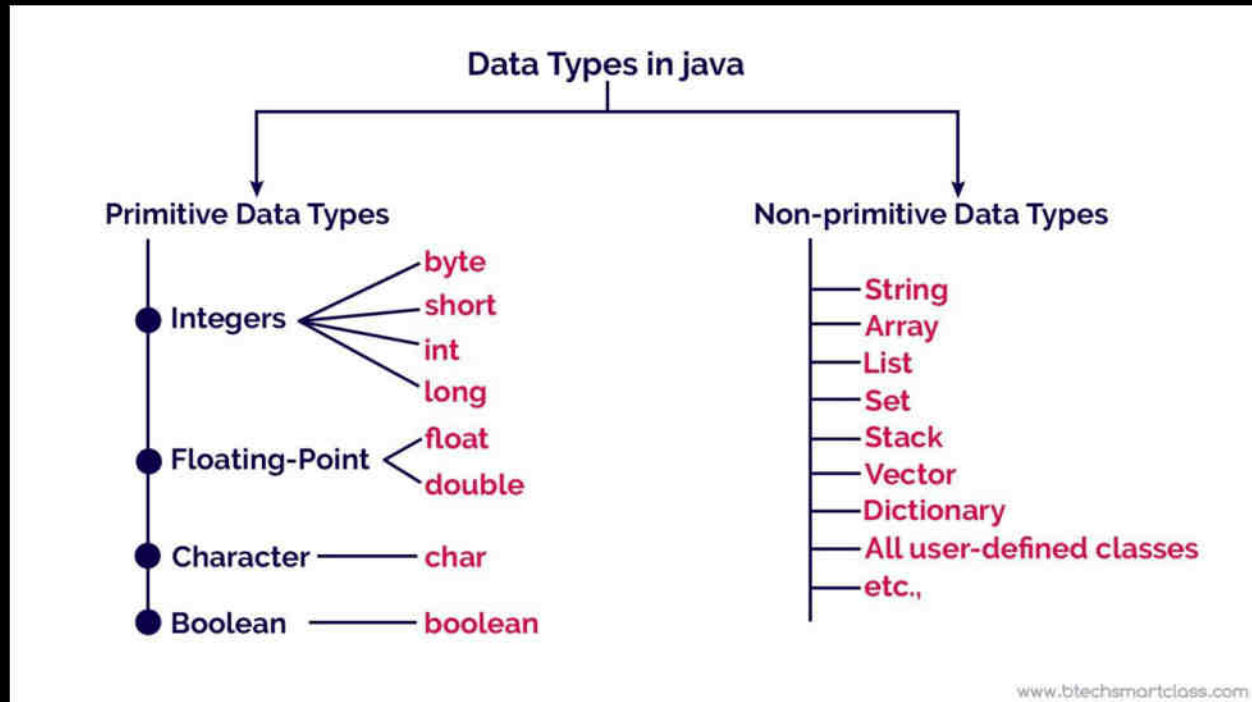 Data Types in java
Primitive Data Types
Integers
byte
short
int
long
Floating-Point
float
double
Character
char
Boolean
boolean
Non-primitive Data Types
String
Array
List
Set
Stack
Vector
Dictionary
All user-defined classes
etc.,
www.btechsmartclass.com